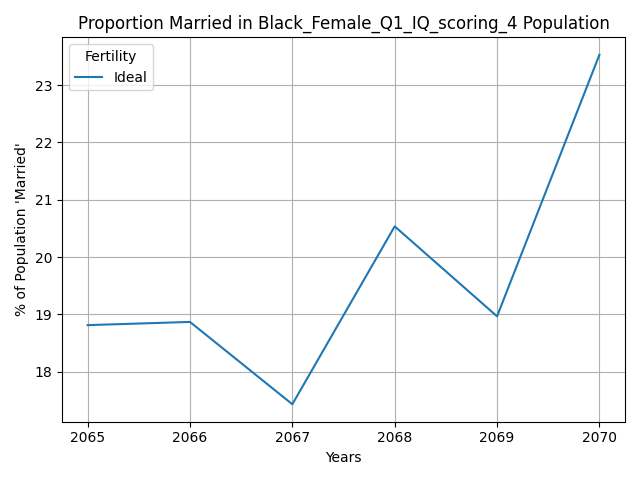 Proportion Married in Black_Female_Q1_IQ_scoring_4 Population
Fertility
Ideal
% of Population 'Married'
23
22
21
20
19
18
2065 2066 2067 2068 2069 2070
Years